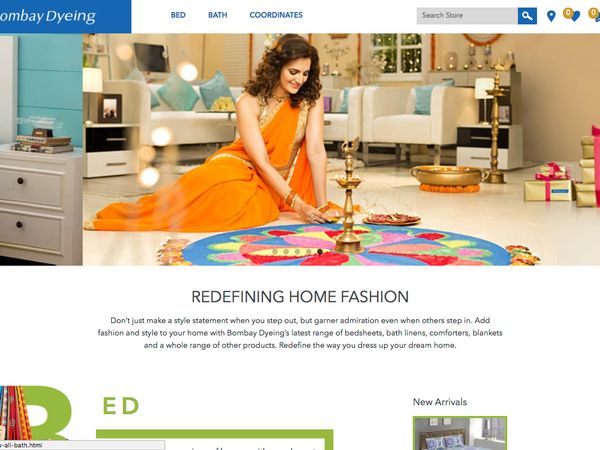 ombay Dyeing
BED BATH COORDINATES Search Store 0 0
REDEFINING HOME FASHION
Don't just make a style statement when you step out, but garner admiration even when others step in. Add
fashion and style to your home with Bombay Dyeing's latest range of bedsheets, bath linens, comforters, blankets
and a whole range of other products. Redefine the way you dress up your dream home.
B
ED
New Arrivals
-all-bath.html